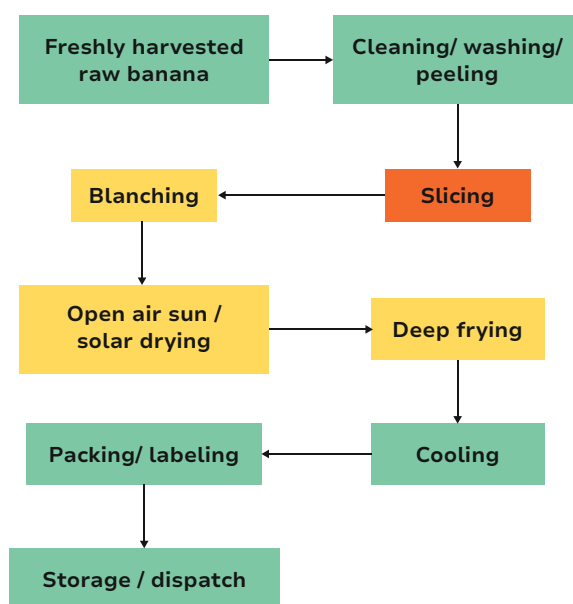 Freshly harvested
raw banana
Cleaning/ washing/
peeling
Slicing
Blanching
Open air sun /
solar drying
Deep frying
Cooling
Packing/ labeling
Storage / dispatch